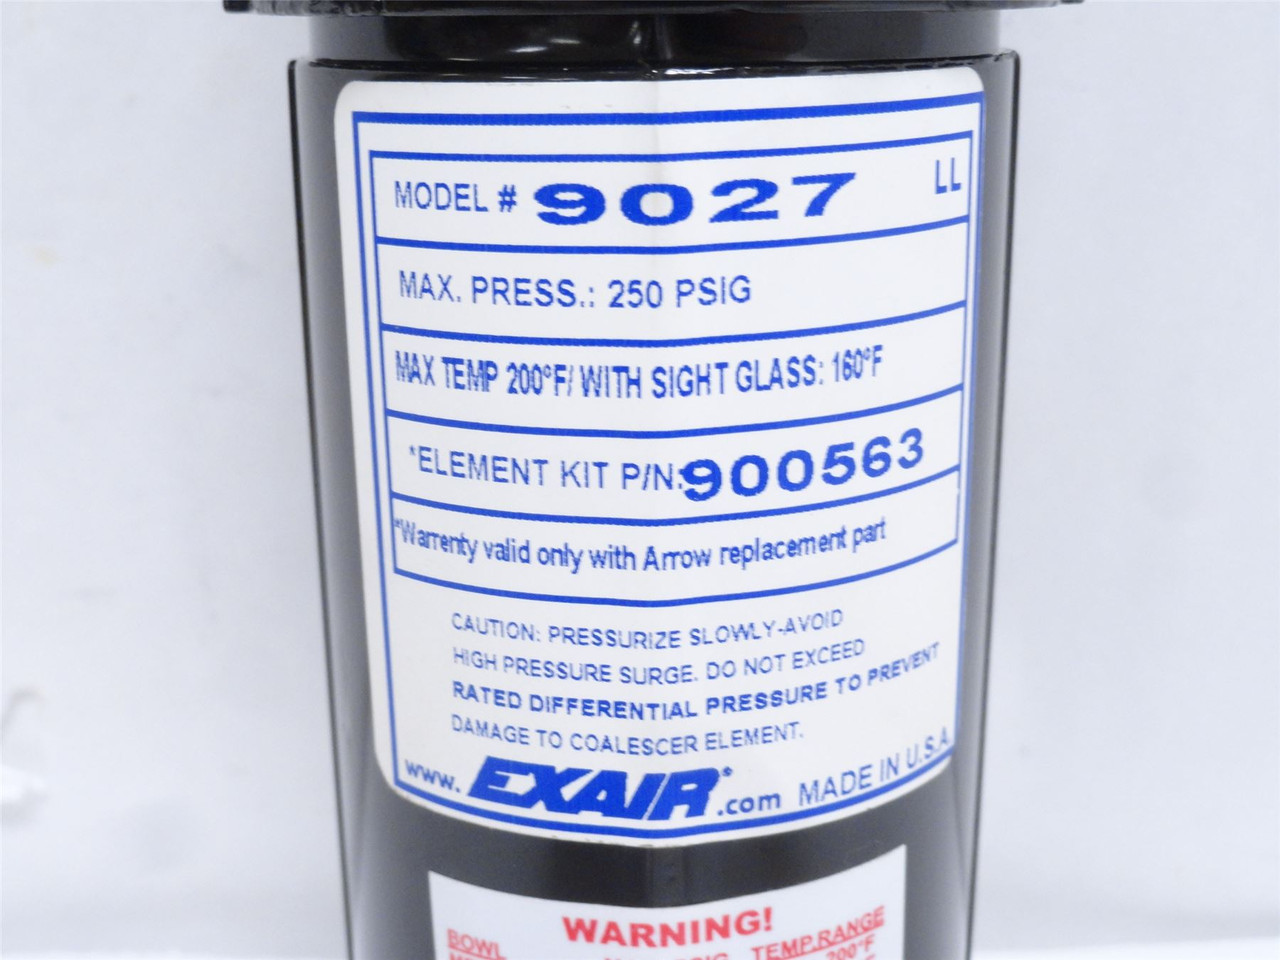 MODEL # 9027 LL
MAX. PRESS.: 250 PSIG
MAX TEMP 200°F/ WITH SIGHT GLASS: 160°F
*ELEMENT KIT P/N:900563
*Warrenty valid only with Arrow replacement part
CAUTION: PRESSURIZE SLOWLY-AVOID
HIGH PRESSURE SURGE. DO NOT EXCEED
RATED DIFFERENTIAL PRESSURE TO PREVENT
DAMAGE TO COALESCER ELEMENT.
www.EXAIR.com MADE IN U.S.A.
WARNING!
BOWL TEMP.RANGE
200°F